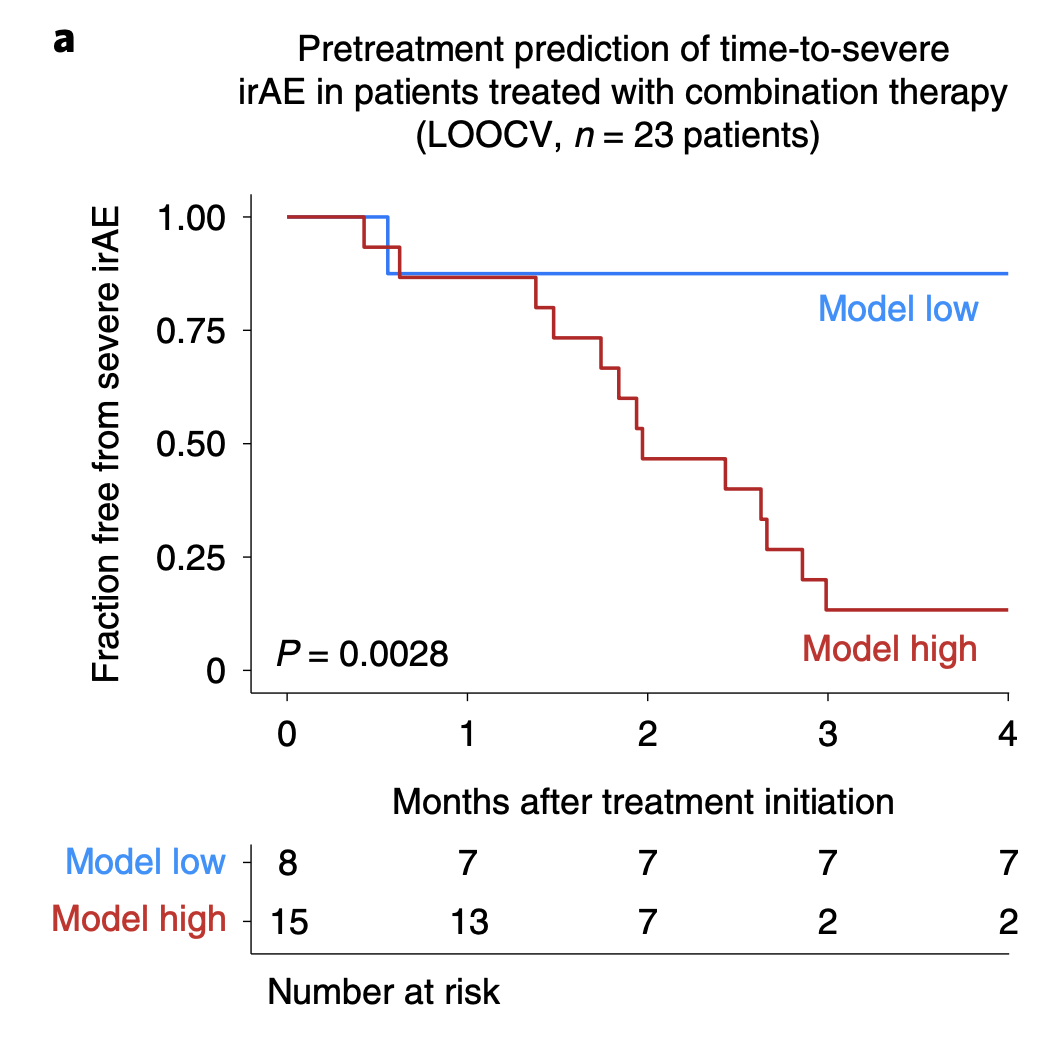 a
Pretreatment prediction of time-to-severe
irAE in patients treated with combination therapy
(LOOCV, n = 23 patients)
Fraction free from severe irAE
1.00
0.75
0.50
0.25
0
Model low
Model high
P = 0.0028
0 1 2 3 4
Months after treatment initiation
Model low 8 7 7 7 7
Model high 15 13 7 2 2
Number at risk